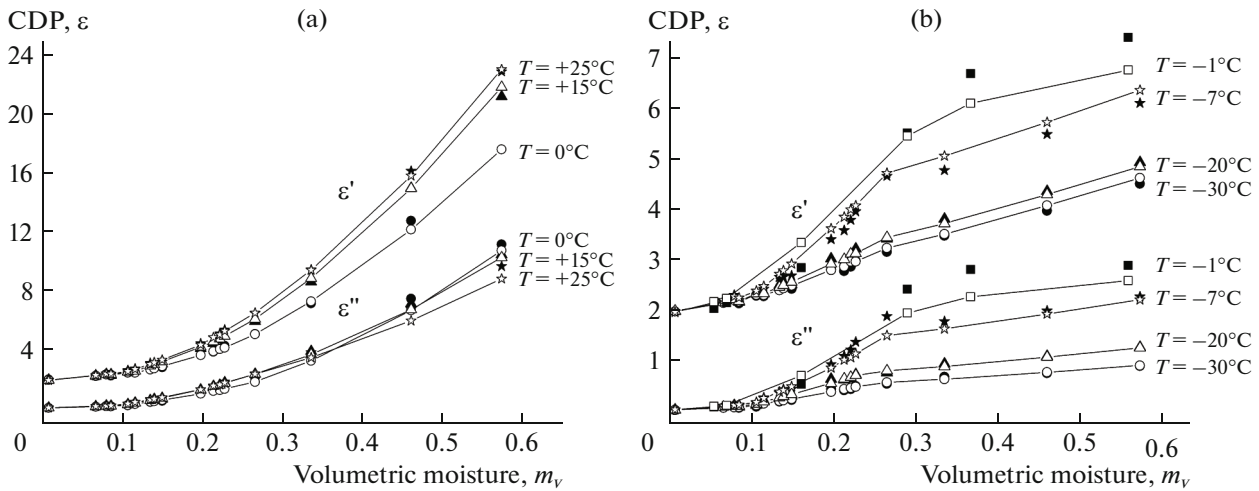 CDP, ε
(a)
24
20
16
12
8
4
0
0.1
0.2
0.3
0.4
0.5
0.6
Volumetric moisture, mv
T = +25°C
T = +15°C
T = 0°C
ε'
T = 0°C
T = +15°C
T = +25°C
ε"
CDP, ε
(b)
7
6
5
4
3
2
1
0
0.1
0.2
0.3
0.4
0.5
0.6
Volumetric moisture, mv
T = −1°C
T = −7°C
T = −20°C
T = −30°C
ε'
T = −1°C
T = −7°C
T = −20°C
T = −30°C
ε"